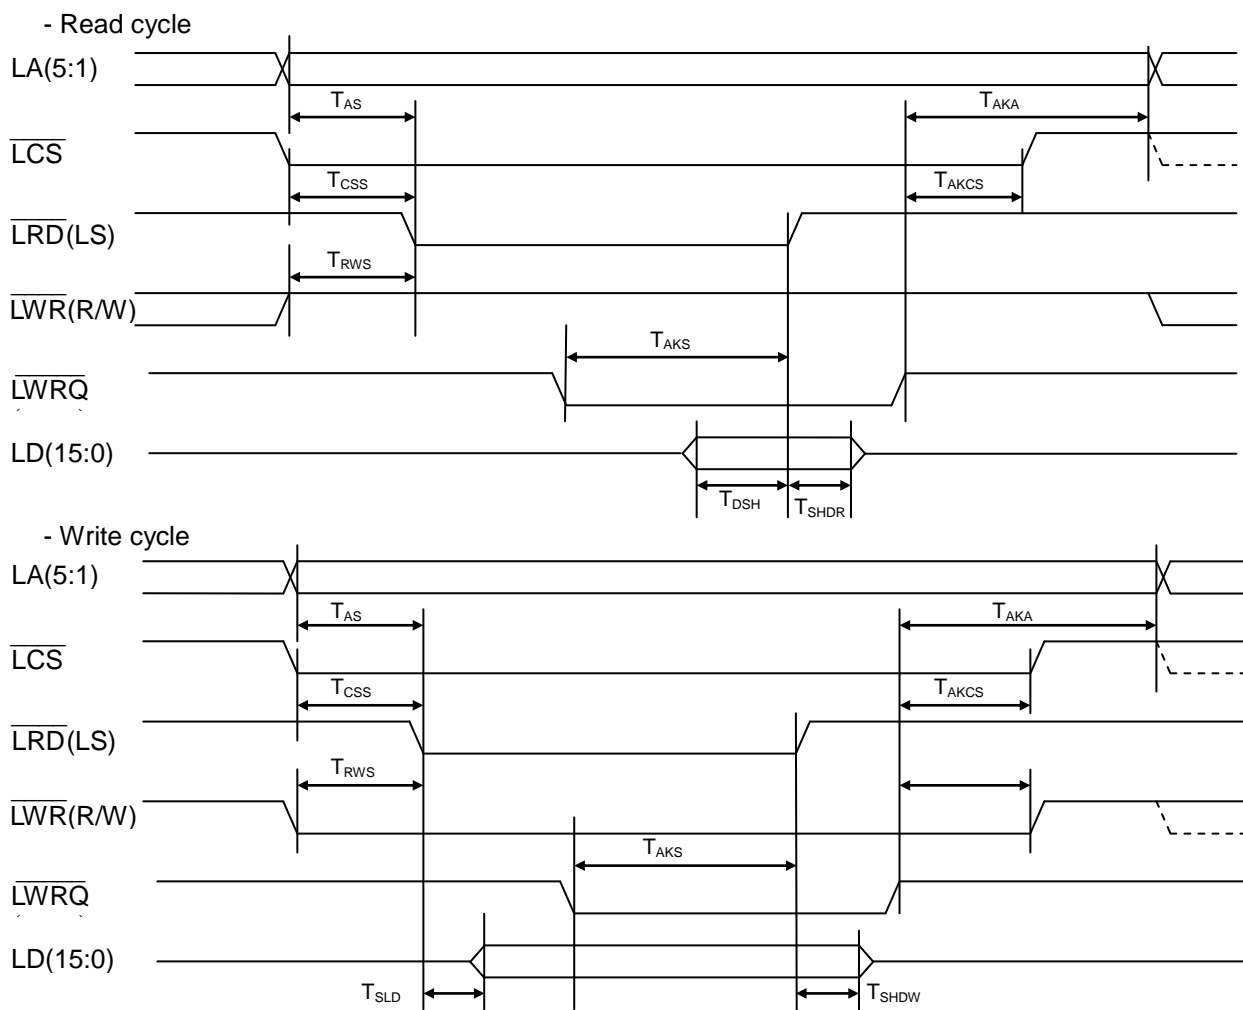 - Read cycle
LA(5:1)
TAS
TAKA
LCS
TCSS
TAKCS
LRD(LS)
TRWS
LWR(R/W)
TAKS
LWRQ
LD(15:0)
TDSH
TSHDR
- Write cycle
LA(5:1)
TAS
TAKA
LCS
TCSS
TAKCS
LRD(LS)
TRWS
LWR(R/W)
TAKS
LWRQ
LD(15:0)
TSLD
TSHDW